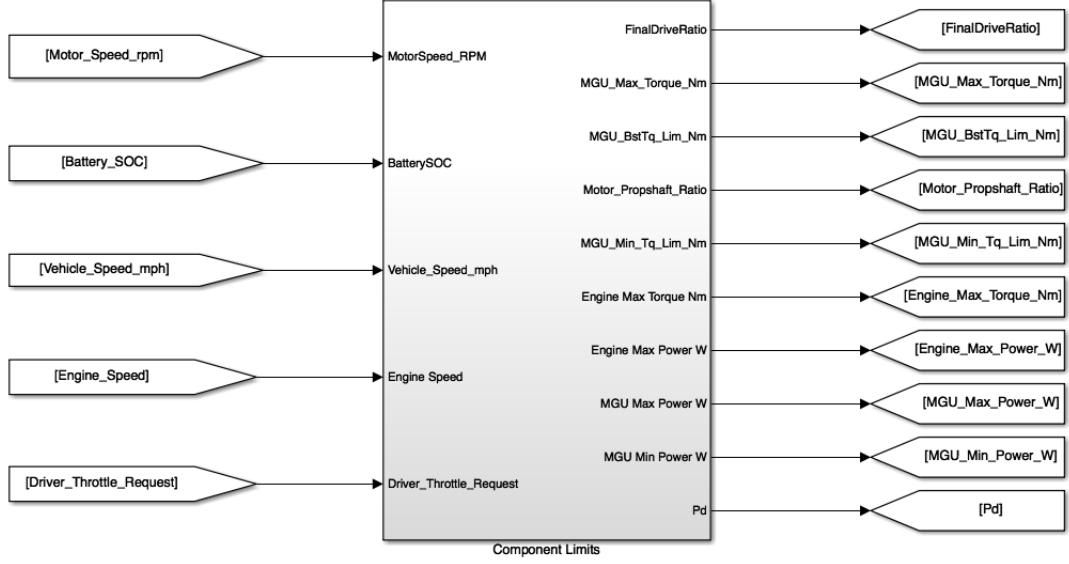 [Motor_Speed_rpm]
[Battery_SOC]
[Vehicle_Speed_mph]
[Engine_Speed]
[Driver_Throttle_Request]
MotorSpeed_RPM
BatterySOC
Vehicle_Speed_mph
Engine Speed
Driver_Throttle_Request
FinalDriveRatio
MGU_Max_Torque_Nm
MGU_BstTq_Lim_Nm
Motor_Propshaft_Ratio
MGU_Min_Tq_Lim_Nm
Engine Max Torque Nm
Engine Max Power W
MGU Max Power W
MGU Min Power W
Pd
[FinalDriveRatio]
[MGU_Max_Torque_Nm]
[MGU_BstTq_Lim_Nm]
[Motor_Propshaft_Ratio]
[MGU_Min_Tq_Lim_Nm]
[Engine_Max_Torque_Nm]
[Engine_Max_Power_W]
[MGU_Max_Power_W]
[MGU_Min_Power_W]
[Pd]
Component Limits